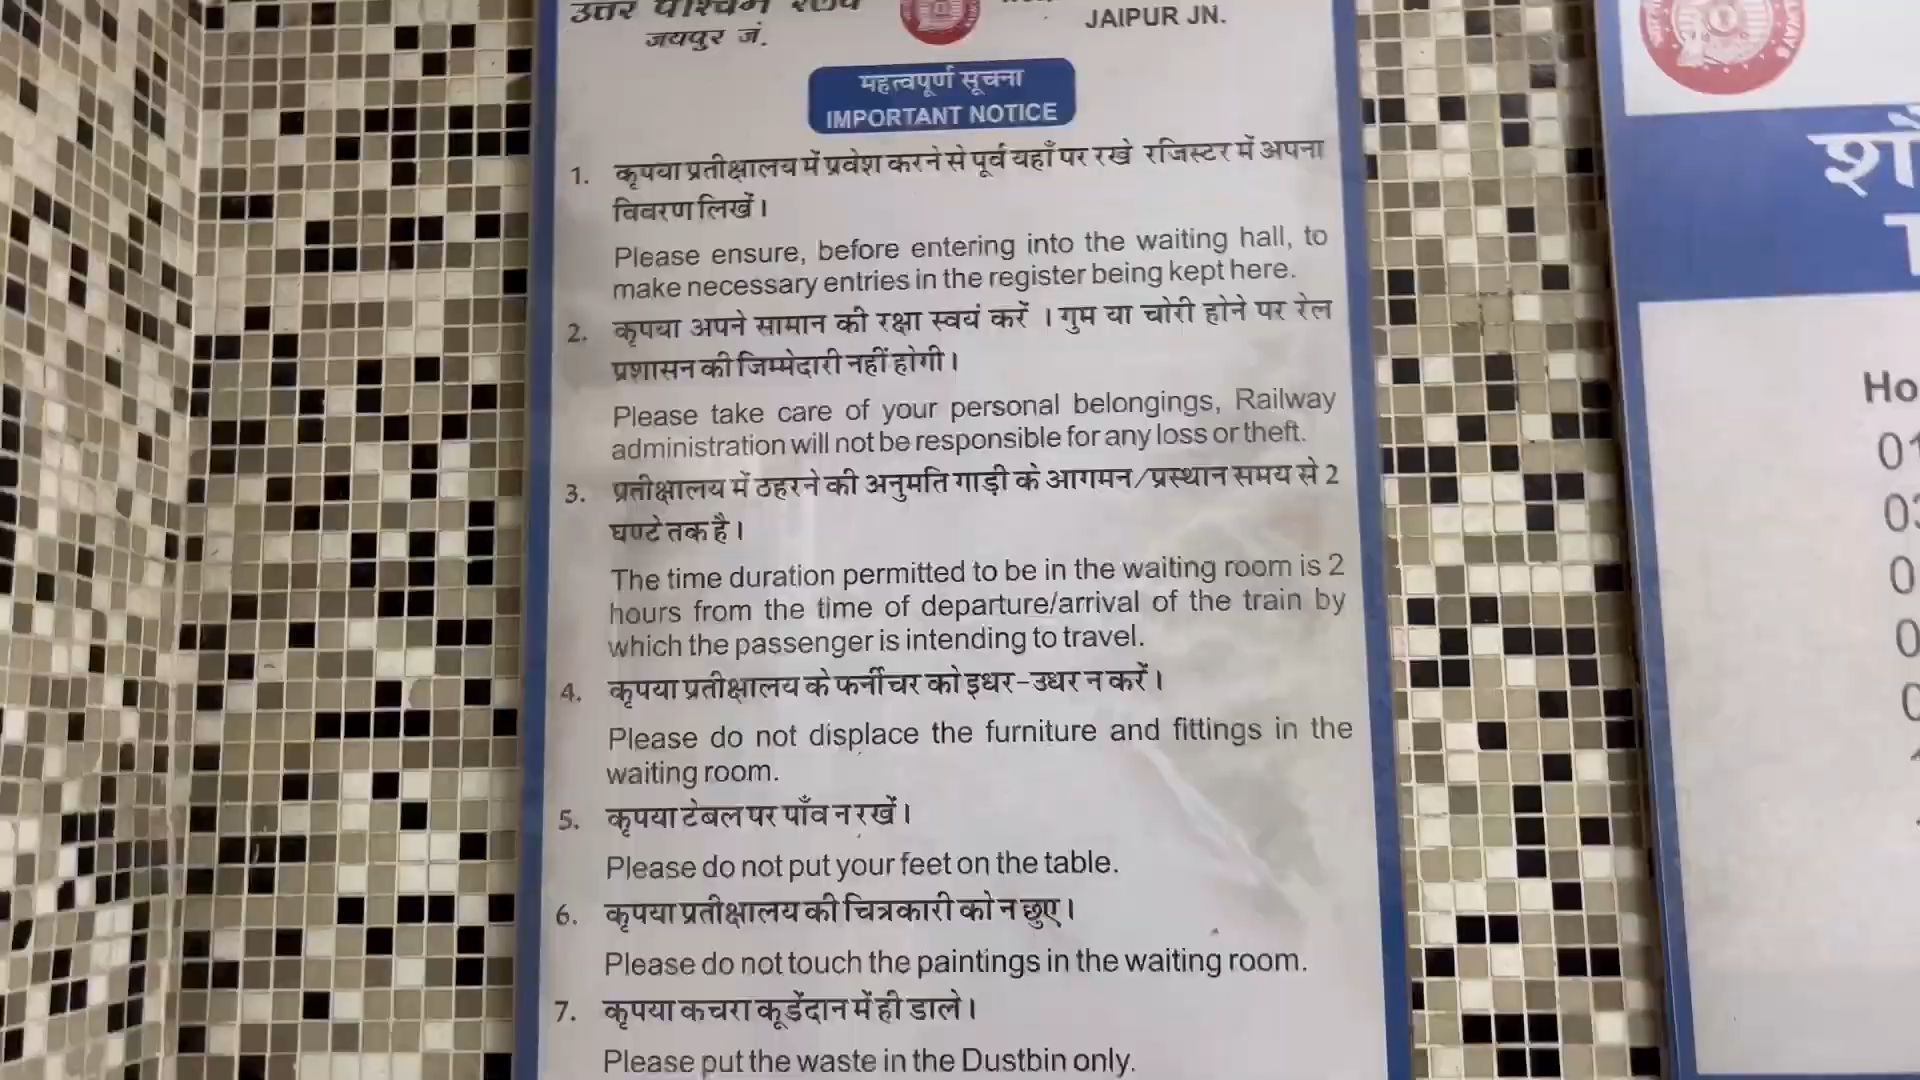 उत्तर पश्चिम रेलवे
जयपुर जं.
JAIPUR JN.
महत्वपूर्ण सूचना
IMPORTANT NOTICE
1. कृपया प्रतीक्षालय में प्रवेश करने से पूर्व यहाँ पर रखे रजिस्टर में अपना
विवरण लिखें।
Please ensure, before entering into the waiting hall, to
make necessary entries in the register being kept here.
2. कृपया अपने सामान की रक्षा स्वयं करें । गुम या चोरी होने पर रेल
प्रशासन की जिम्मेदारी नहीं होगी।
Please take care of your personal belongings, Railway
administration will not be responsible for any loss or theft.
3. प्रतीक्षालय में ठहरने की अनुमति गाड़ी के आगमन/प्रस्थान समय से 2
घण्टे तक है।
The time duration permitted to be in the waiting room is 2
hours from the time of departure/arrival of the train by
which the passenger is intending to travel.
4. कृपया प्रतीक्षालय के फर्नीचर को इधर-उधर न करें।
Please do not displace the furniture and fittings in the
waiting room.
5. कृपया टेबल पर पाँव न रखें।
Please do not put your feet on the table.
6. कृपया प्रतीक्षालय की चित्रकारी को न छुए।
Please do not touch the paintings in the waiting room.
7. कृपया कचरा कूडेंदान में ही डाले।
Please put the waste in the Dustbin only.